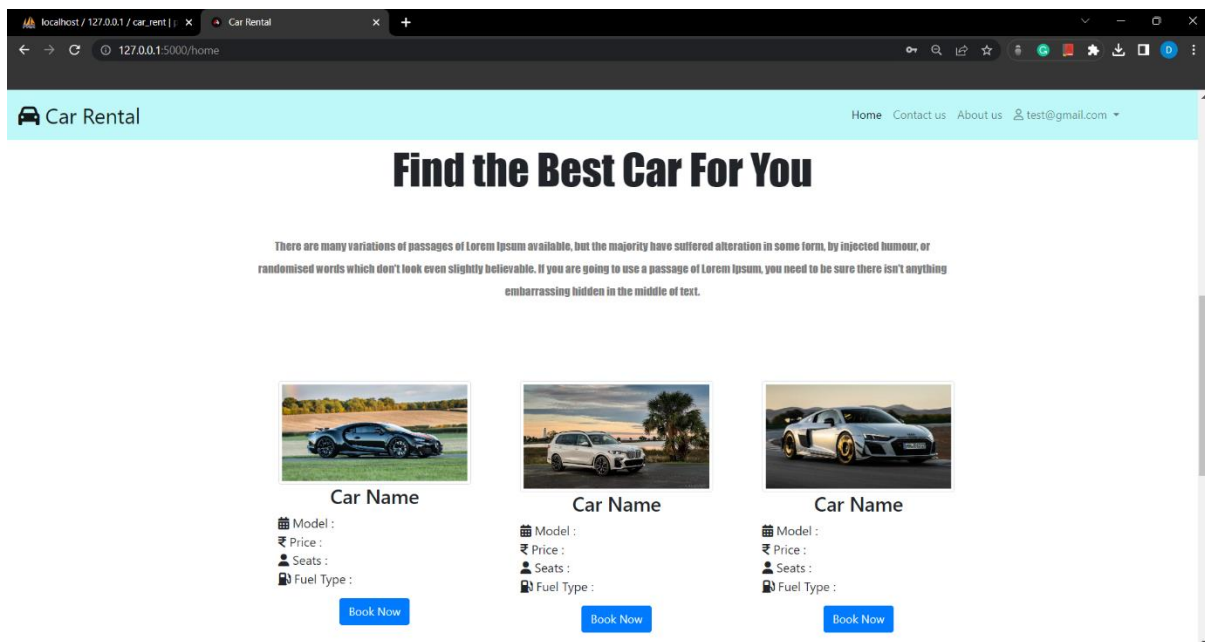 localhost / 127.0.0.1 / car_rent | p
Car Rental
127.0.0.1:5000/home
D
Car Rental
Home Contact us About us test@gmail.com
Find the Best Car For You
There are many variations of passages of Lorem Ipsum available, but the majority have suffered alteration in some form, by injected humour, or
randomised words which don't look even slightly believable. If you are going to use a passage of Lorem Ipsum, you need to be sure there isn't anything
embarrassing hidden in the middle of text.
Car Name
Model :
₹ Price :
Seats :
Fuel Type :
Book Now
Car Name
Model :
₹ Price :
Seats :
Fuel Type :
Book Now
Car Name
Model :
₹ Price :
Seats :
Fuel Type :
Book Now